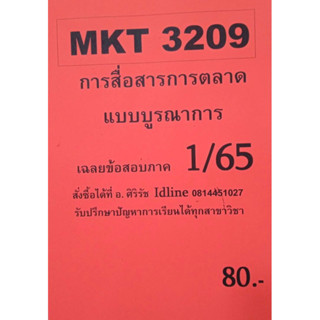 MKT 3209
การสื่อสารการตลาด
แบบบูรณาการ
เฉลยข้อสอบภาค 1/65
สั่งซื้อได้ที่ อ. ศิริรัช Idline 0814451027
รับปรึกษาปัญหาการเรียนได้ทุกสาขาวิชา
80.-